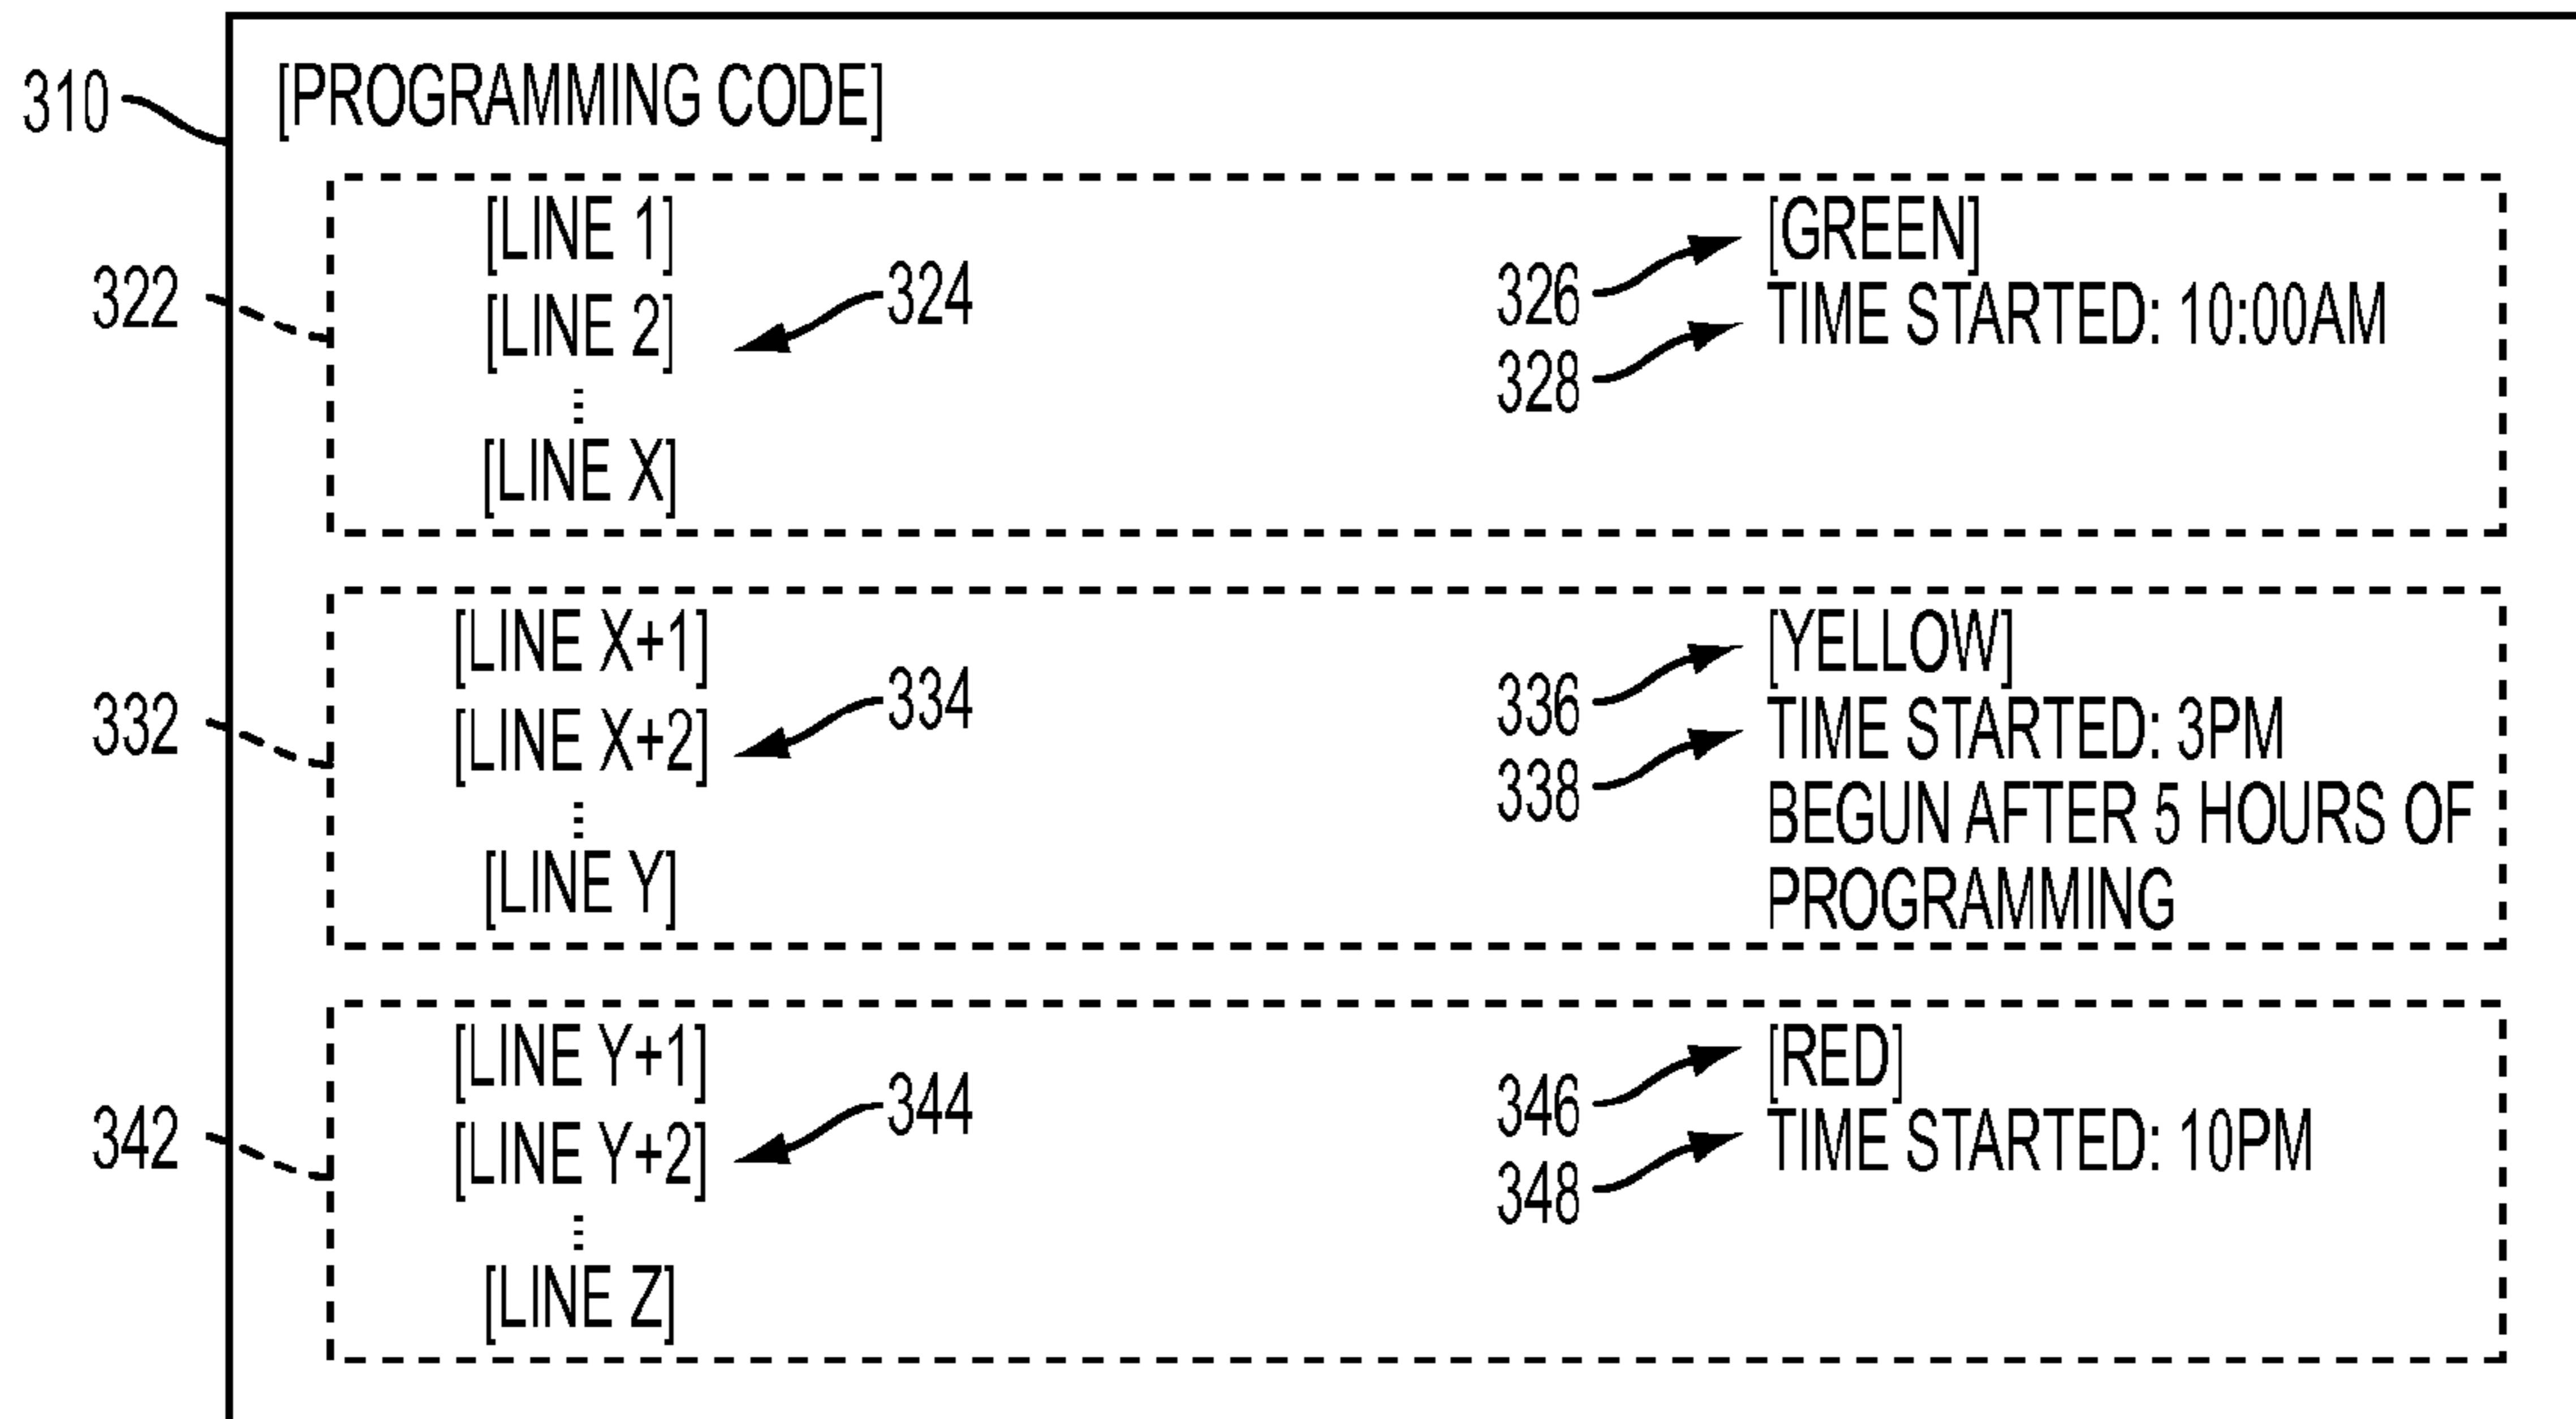 310
[PROGRAMMING CODE]
322
[LINE 1]
[LINE 2]
⋮
[LINE X]
324
326
[GREEN]
328
TIME STARTED: 10:00AM
332
[LINE X+1]
[LINE X+2]
⋮
[LINE Y]
334
336
[YELLOW]
338
TIME STARTED: 3PM
BEGUN AFTER 5 HOURS OF
PROGRAMMING
342
[LINE Y+1]
[LINE Y+2]
⋮
[LINE Z]
344
346
[RED]
348
TIME STARTED: 10PM